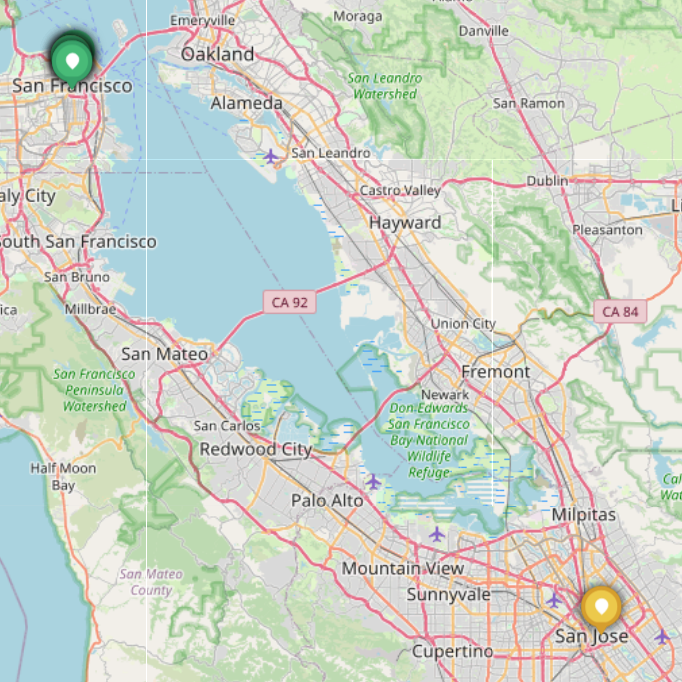 Emeryville
Moraga
Danville
Oakland
San Leandro
Watershed
San Francisco
Alameda
San Ramon
San Leandro
Dublin
Castro Valley
aly City
Hayward
Pleasanton
South San Francisco
San Bruno
CA 92
ica
Millbrae
CA 84
Union City
San Mateo
Fremont
San Francisco
Peninsula
Watershed
Newark
Don Edwards
San Francisco
Bay National
Wildlife
Refuge
San Carlos
Redwood City
Half Moon
Bay
Cal
Wat
Palo Alto
Milpitas
Mountain View
San Mateo
County
Sunnyvale
San Jose
Cupertino